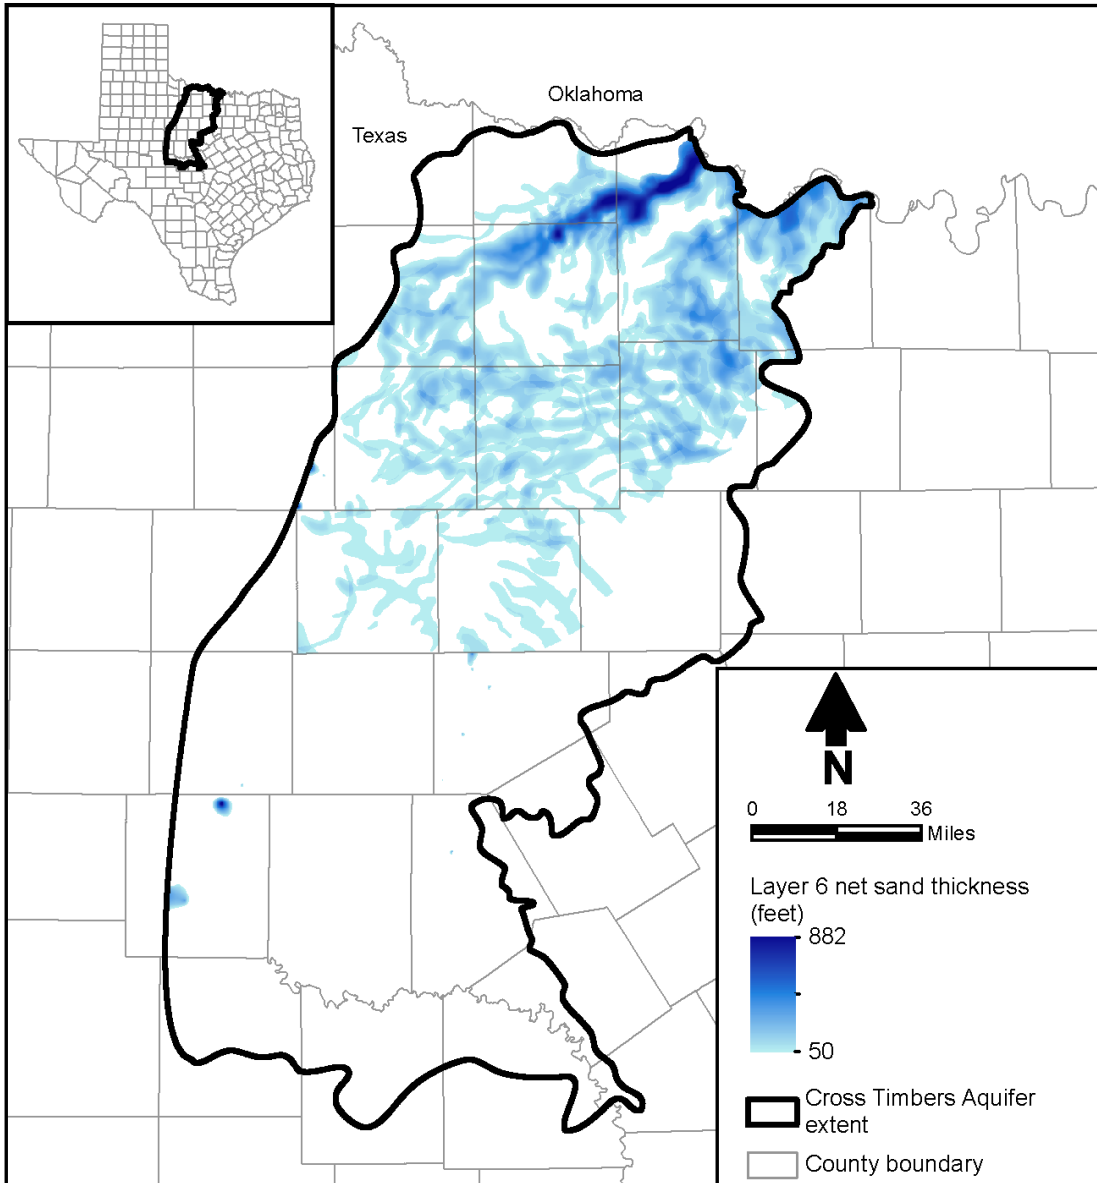 Oklahoma
Texas
N
0 18 36
Miles
Layer 6 net sand thickness
(feet)
882
50
Cross Timbers Aquifer
extent
County boundary